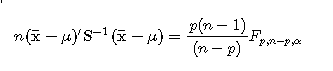 n(x̄ − μ)′S⁻¹(x̄ − μ) = p(n − 1)/(n − p) F_{p,n−p,α}